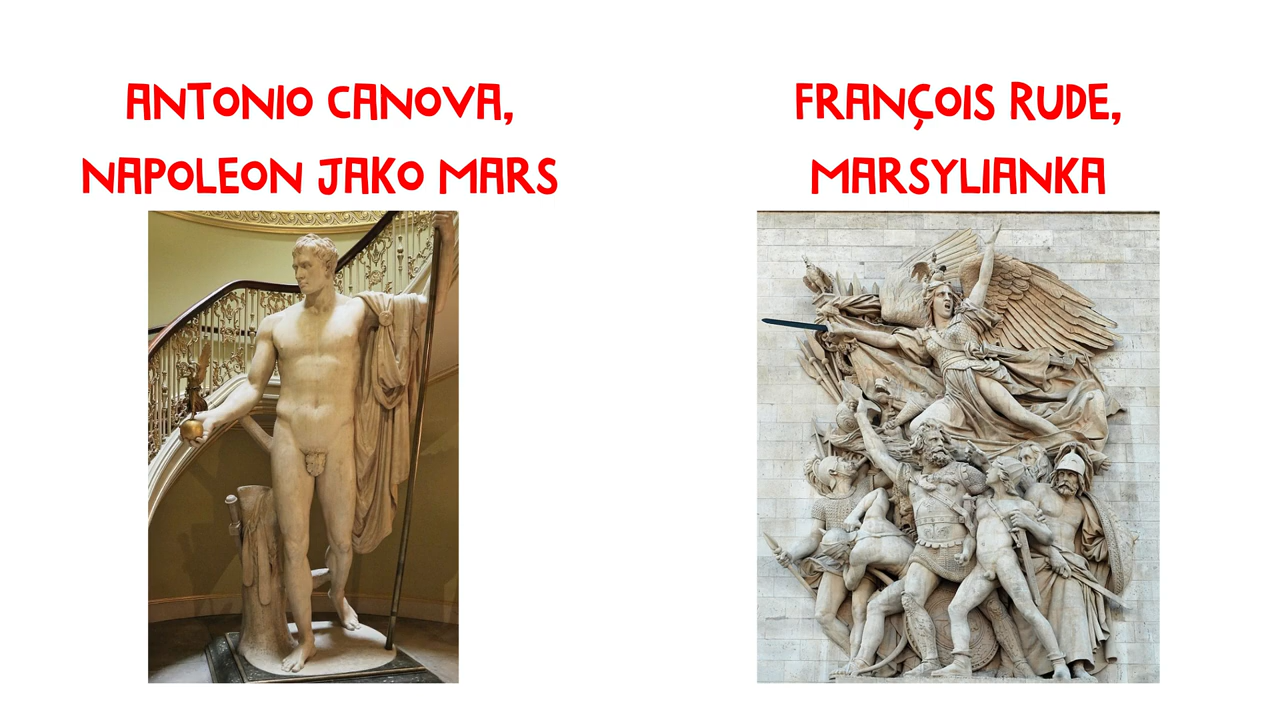 ANTONIO CANOVA,
NAPOLEON JAKO MARS
FRANÇOIS RUDE,
MARSYLIANKA